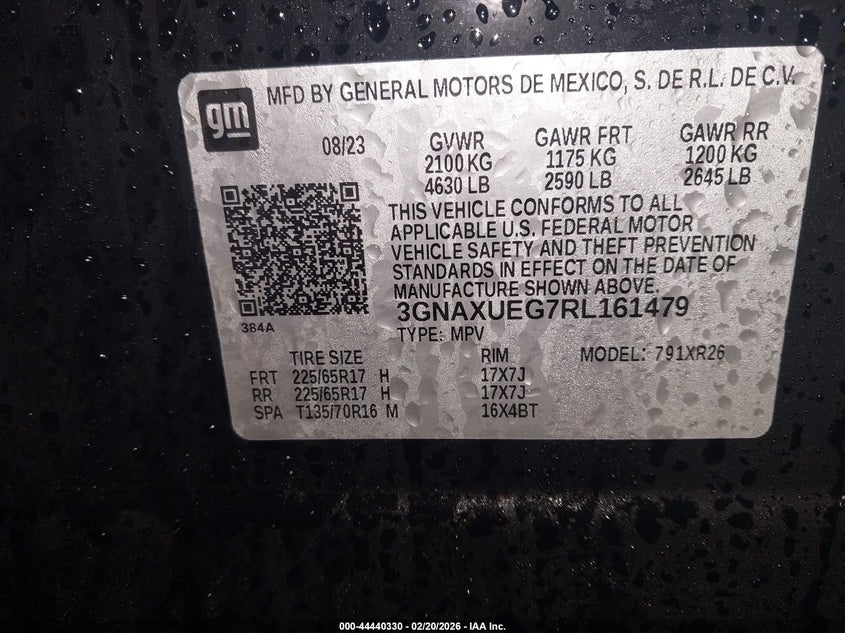 gm
MFD BY GENERAL MOTORS DE MEXICO, S. DE R.L. DE C.V.
08/23
GVWR GAWR FRT GAWR RR
2100 KG 1175 KG 1200 KG
4630 LB 2590 LB 2645 LB
THIS VEHICLE CONFORMS TO ALL
APPLICABLE U.S. FEDERAL MOTOR
VEHICLE SAFETY AND THEFT PREVENTION
STANDARDS IN EFFECT ON THE DATE OF
MANUFACTURE SHOWN ABOVE.
3GNAXUEG7RL161479
384A
TYPE: MPV
TIRE SIZE RIM MODEL: 791XR26
FRT 225/65R17 H 17X7J
RR 225/65R17 H 17X7J
SPA T135/70R16 M 16X4BT
000-44440330 - 02/20/2026 - IAA Inc.